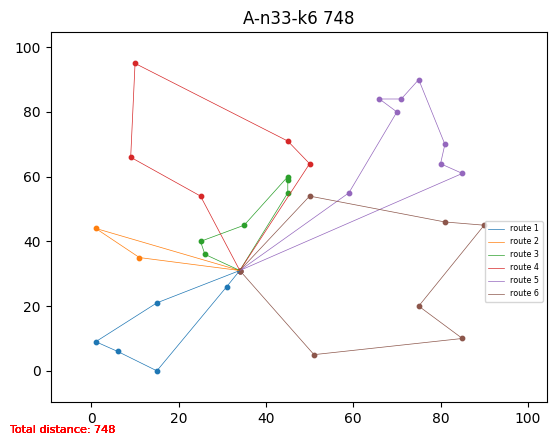 A-n33-k6 748
100
80
60
40
20
0
route 1
route 2
route 3
route 4
route 5
route 6
0 20 40 60 80 100
Total distance: 748